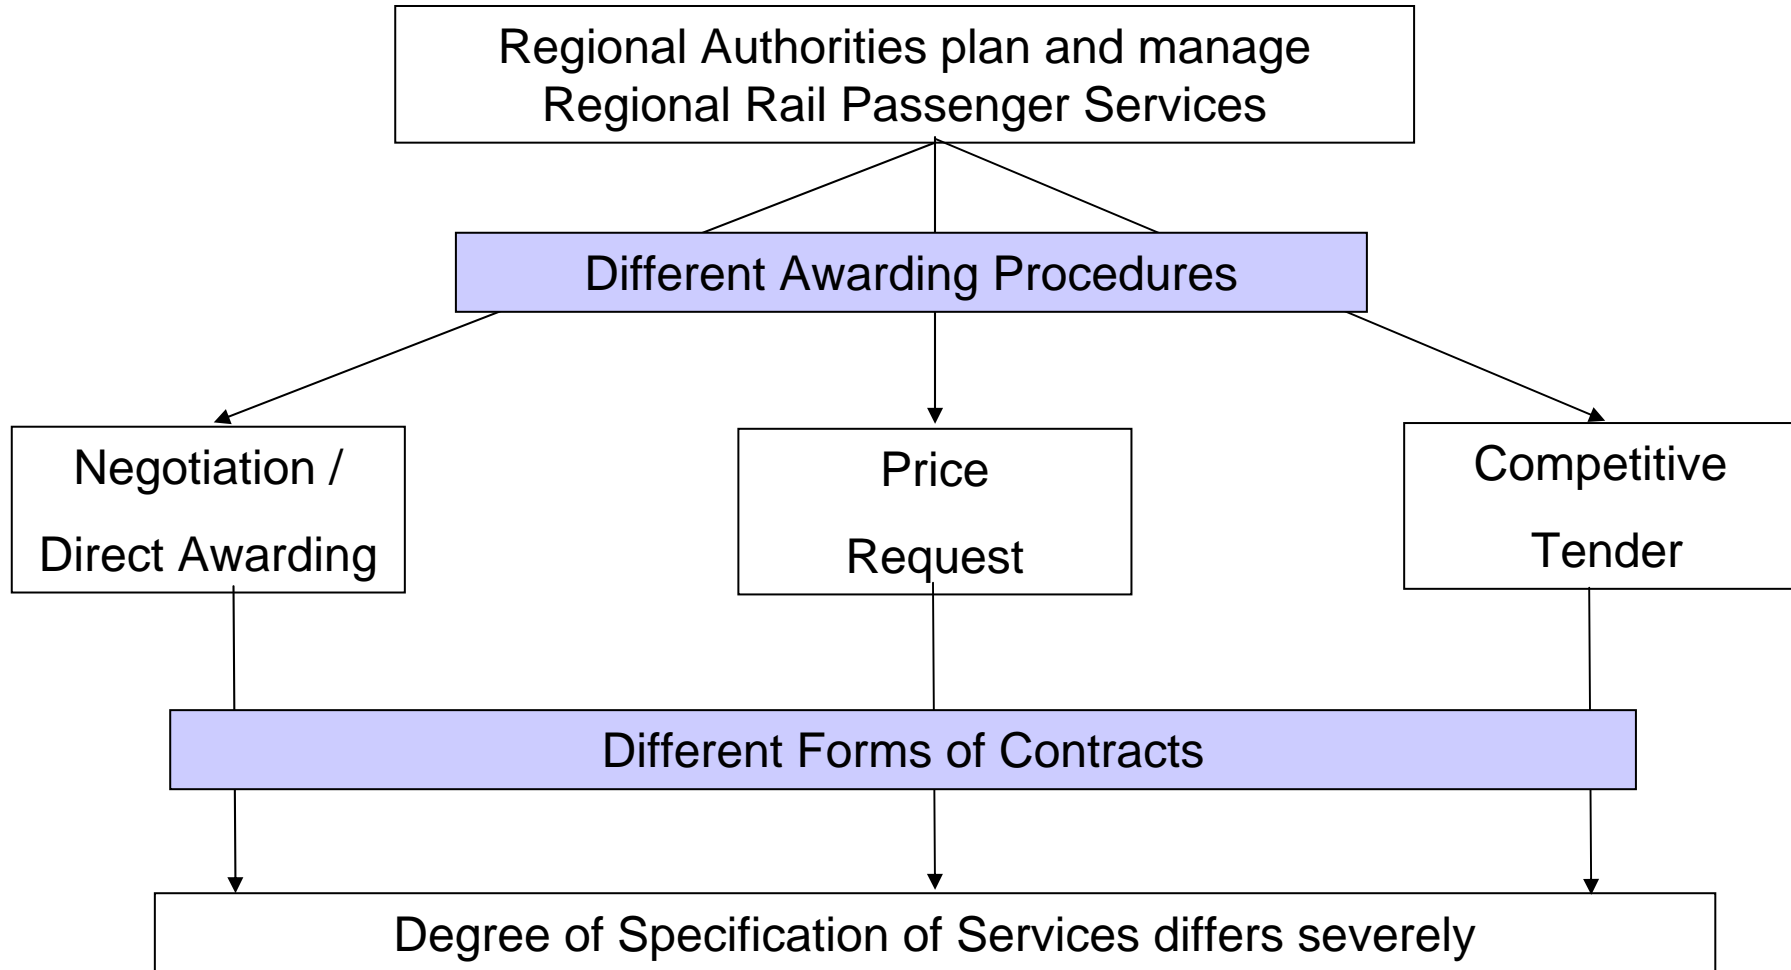 Regional Authorities plan and manage
Regional Rail Passenger Services
Different Awarding Procedures
Negotiation /
Direct Awarding
Price
Request
Competitive
Tender
Different Forms of Contracts
Degree of Specification of Services differs severely